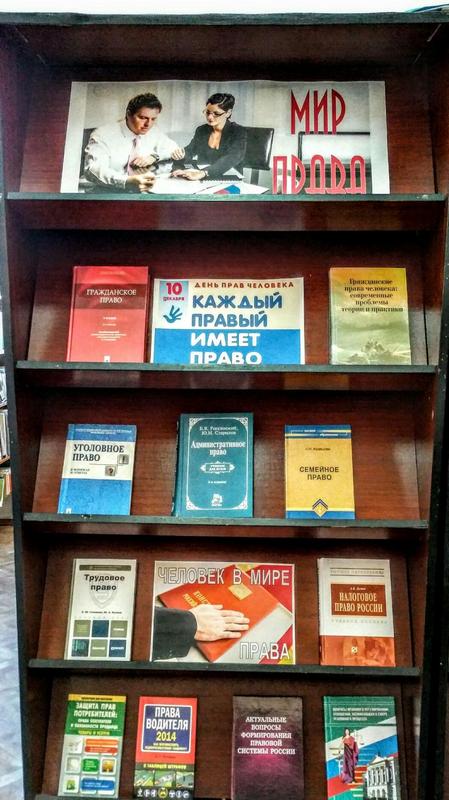 МИР
ПРАВА
ГРАЖДАНСКОЕ
ПРАВО
10
ДЕКАБРЯ
ДЕНЬ ПРАВ ЧЕЛОВЕКА
КАЖДЫЙ
ПРАВЫЙ
ИМЕЕТ
ПРАВО
Гражданские
права человека:
современные
проблемы
теории и практики
УГОЛОВНОЕ
ПРАВО
Административное
право
СЕМЕЙНОЕ
ПРАВО
Трудовое
право
ЧЕЛОВЕК В МИРЕ
ПРАВА
НАЛОГОВОЕ
ПРАВО РОССИИ
ЗАЩИТА ПРАВ
ПОТРЕБИТЕЛЕЙ:
ПРАВА
ВОДИТЕЛЯ
2014
С ТАБЛИЦЕЙ ШТРАФОВ
АКТУАЛЬНЫЕ
ВОПРОСЫ
ФОРМИРОВАНИЯ
ПРАВОВОЙ
СИСТЕМЫ РОССИИ